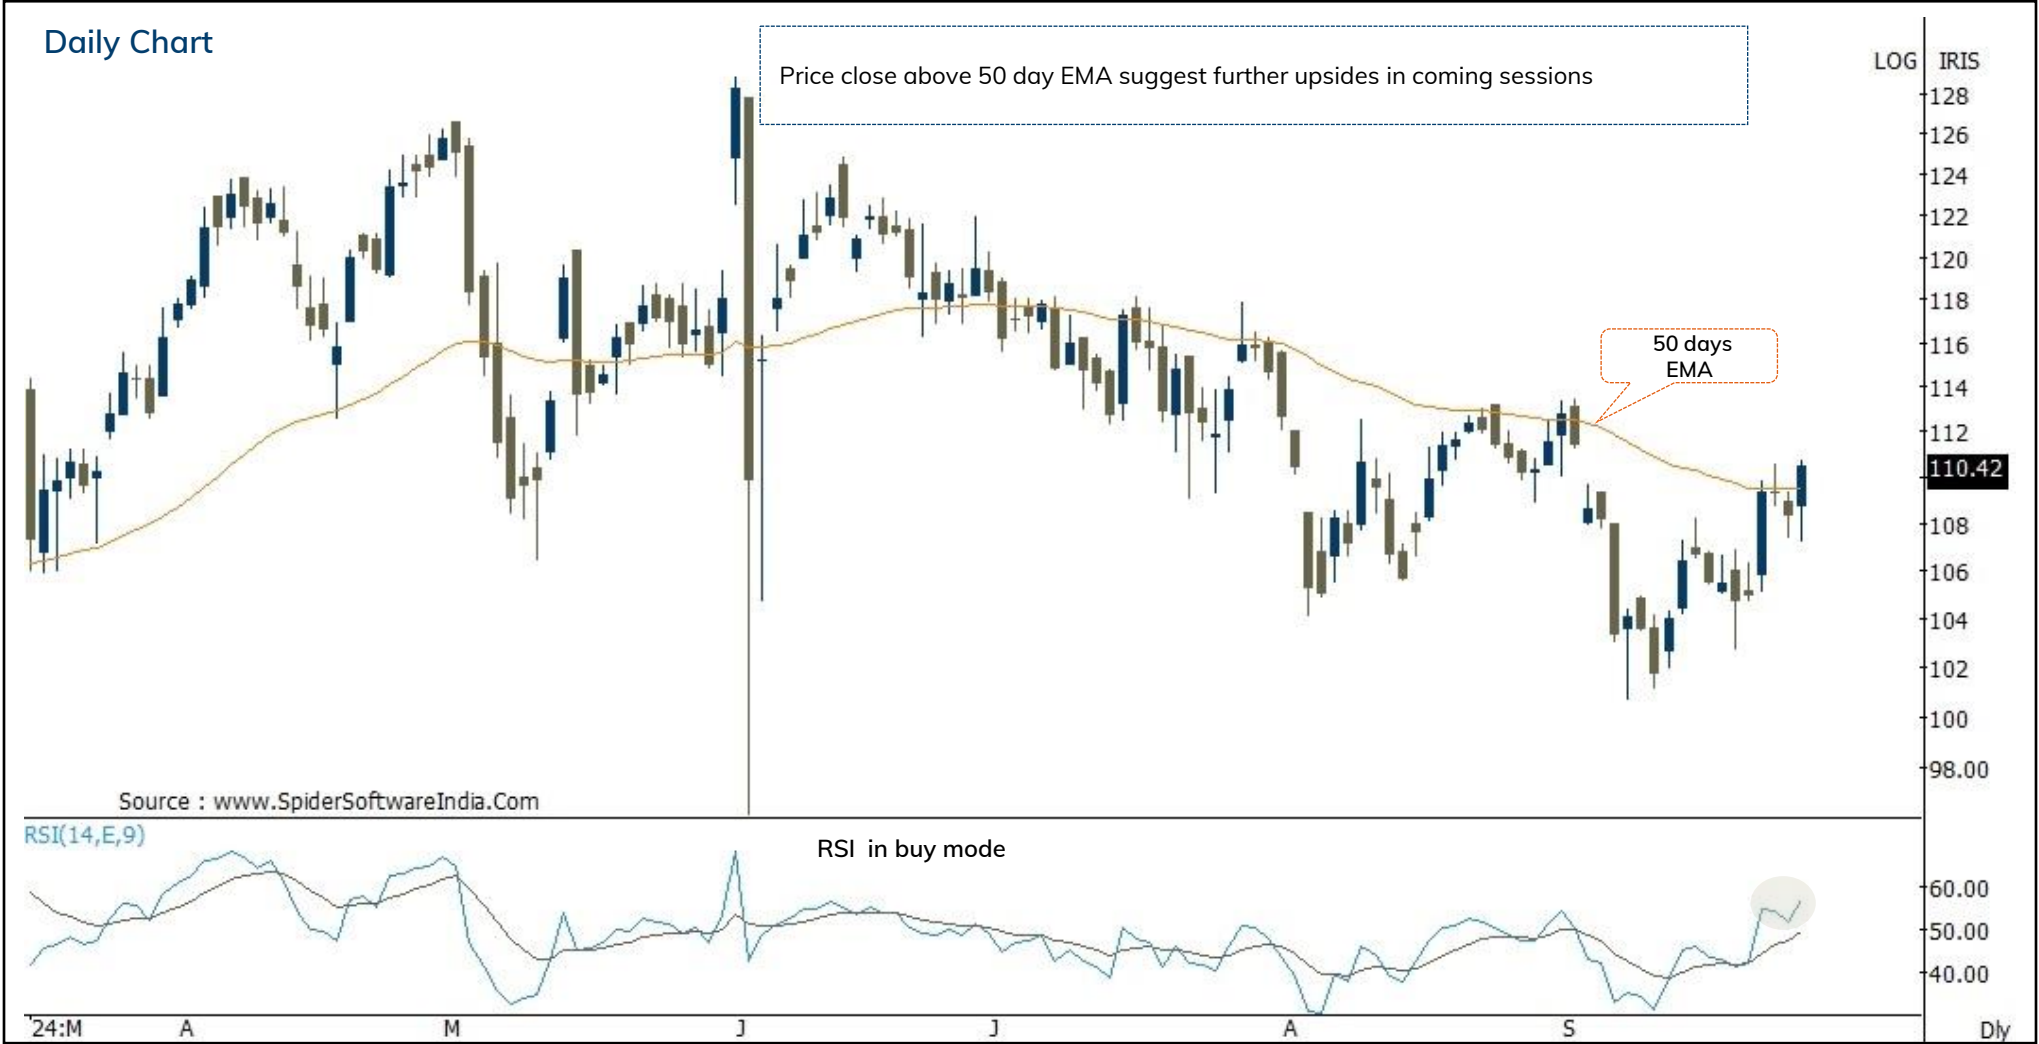 Daily Chart
Price close above 50 day EMA suggest further upsides in coming sessions
LOG IRIS
128
126
124
122
120
118
116
114
112
110.42
108
106
104
102
100
98.00
50 days
EMA
Source : www.SpiderSoftwareIndia.Com
RSI(14,E,9)
RSI in buy mode
60.00
50.00
40.00
'24:M A M J J A S Dly